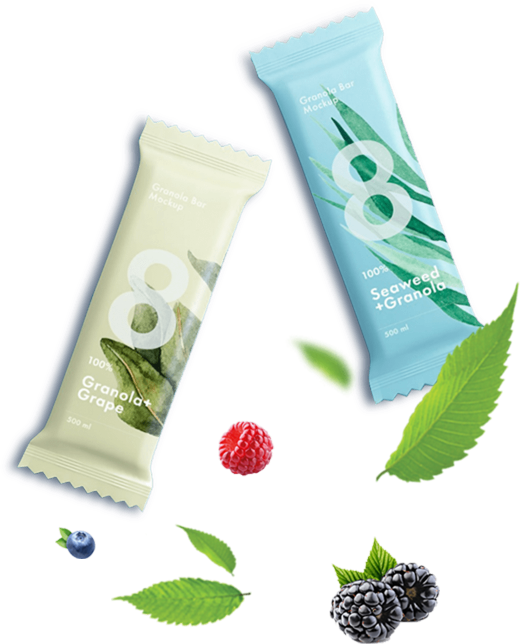 Granola Bar
Mockup
8
100%
Seaweed
+Granola
500 ml
Granola Bar
Mockup
8
100%
Granola+
Grape
500 ml